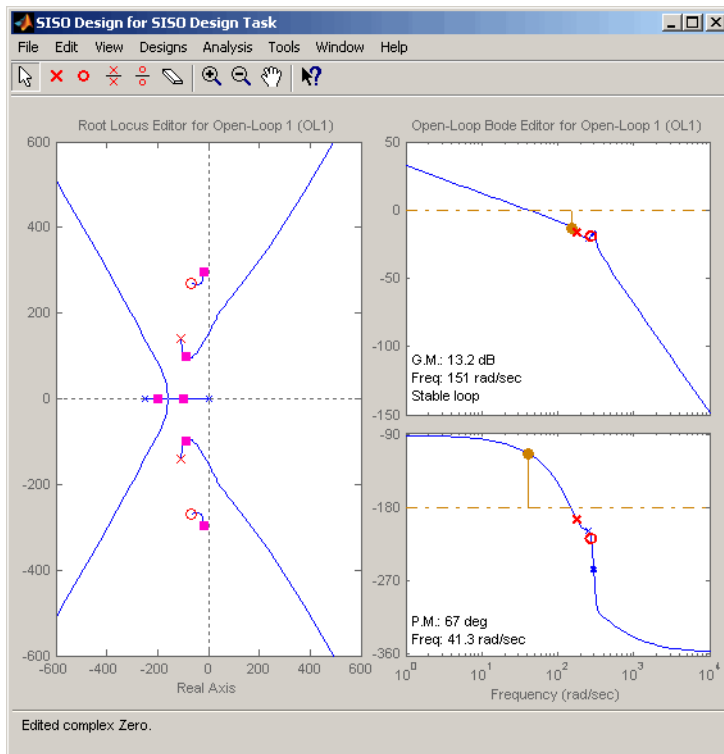 SISO Design for SISO Design Task
File Edit View Designs Analysis Tools Window Help
Root Locus Editor for Open-Loop 1 (OL1)
600
400
200
0
-200
-400
-600
-600 -400 -200 0 200 400 600
Real Axis
Open-Loop Bode Editor for Open-Loop 1 (OL1)
50
0
-50
-100
-150
G.M.: 13.2 dB
Freq: 151 rad/sec
Stable loop
-90
-180
-270
-360
P.M.: 67 deg
Freq: 41.3 rad/sec
10^0 10^1 10^2 10^3 10^4
Frequency (rad/sec)
Edited complex Zero.